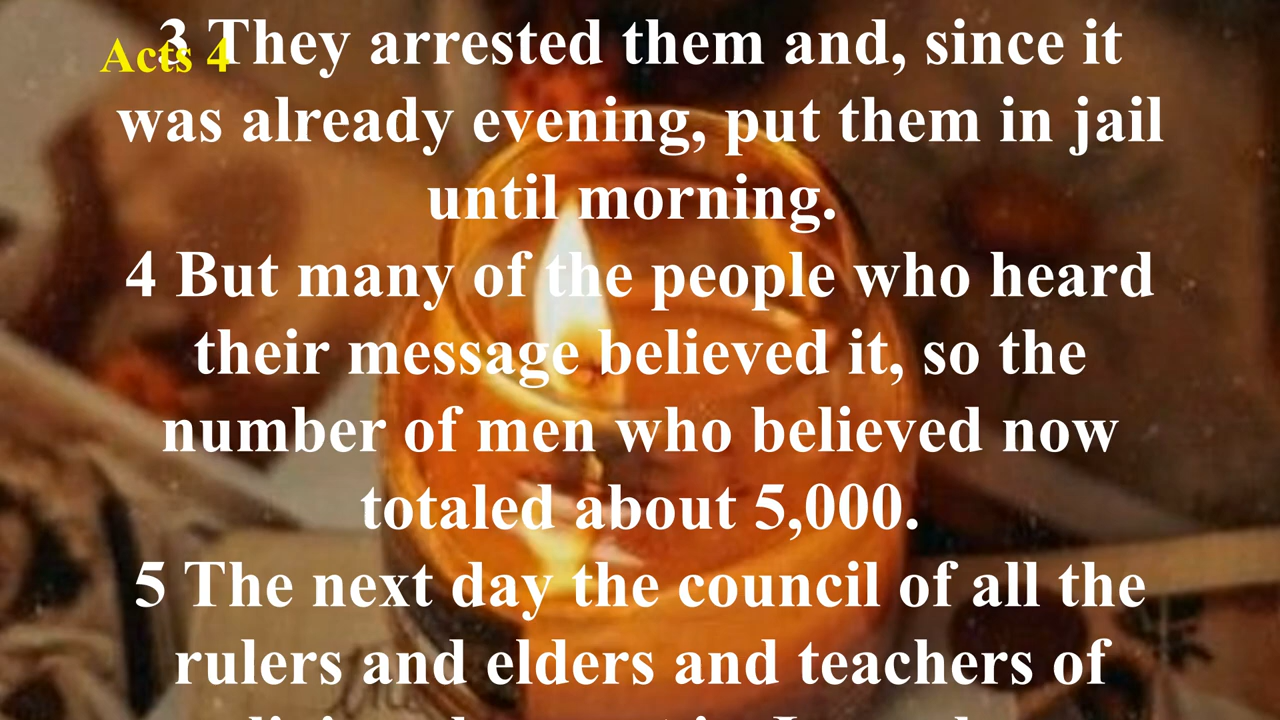 Acts 4
3 They arrested them and, since it
was already evening, put them in jail
until morning.
4 But many of the people who heard
their message believed it, so the
number of men who believed now
totaled about 5,000.
5 The next day the council of all the
rulers and elders and teachers of